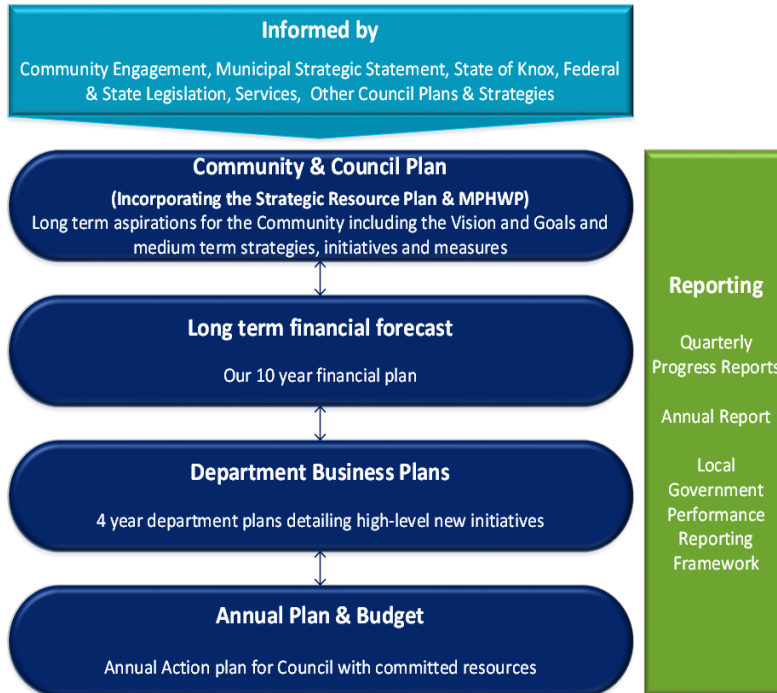 Informed by
Community Engagement, Municipal Strategic Statement, State of Knox, Federal
& State Legislation, Services, Other Council Plans & Strategies
Community & Council Plan
(Incorporating the Strategic Resource Plan & MPHWP)
Long term aspirations for the Community including the Vision and Goals and
medium term strategies, initiatives and measures
Long term financial forecast
Our 10 year financial plan
Department Business Plans
4 year department plans detailing high-level new initiatives
Annual Plan & Budget
Annual Action plan for Council with committed resources
Reporting
Quarterly
Progress Reports
Annual Report
Local
Government
Performance
Reporting
Framework